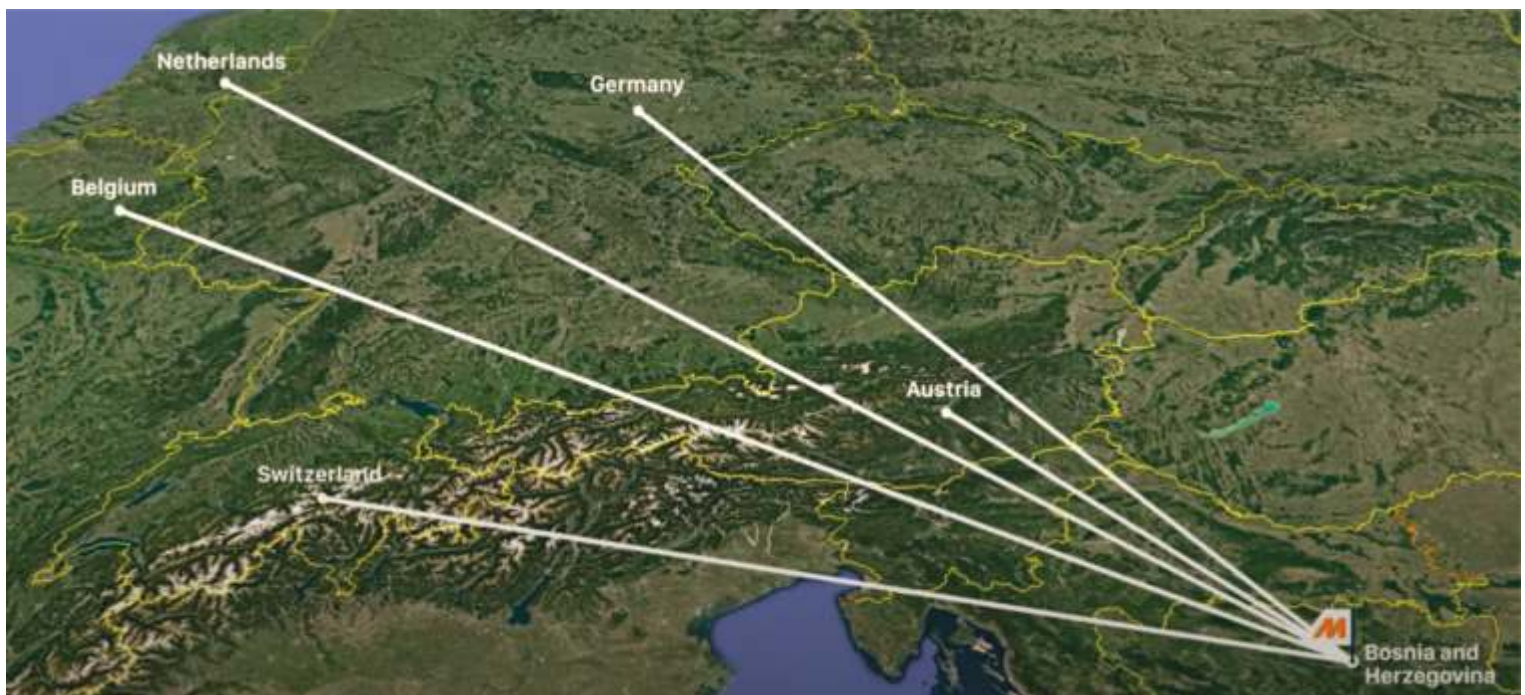 Netherlands
Germany
Belgium
Austria
Switzerland
M
Bosnia and
Herzegovina